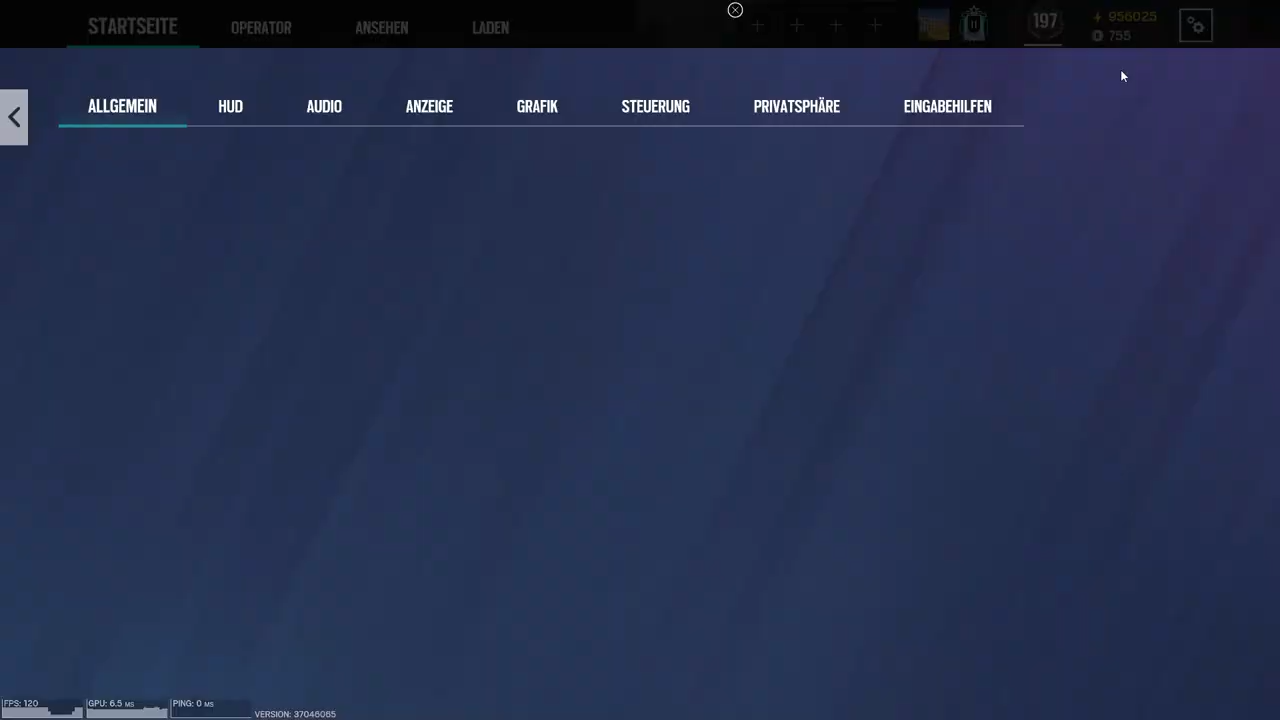 STARTSEITE OPERATOR ANSEHEN LADEN 197 956025
755
ALLGEMEIN HUD AUDIO ANZEIGE GRAFIK STEUERUNG PRIVATSPHÄRE EINGABEHILFEN
FPS: 120 GPU: 6.5 MS PING: 0 MS
VERSION: 37046065